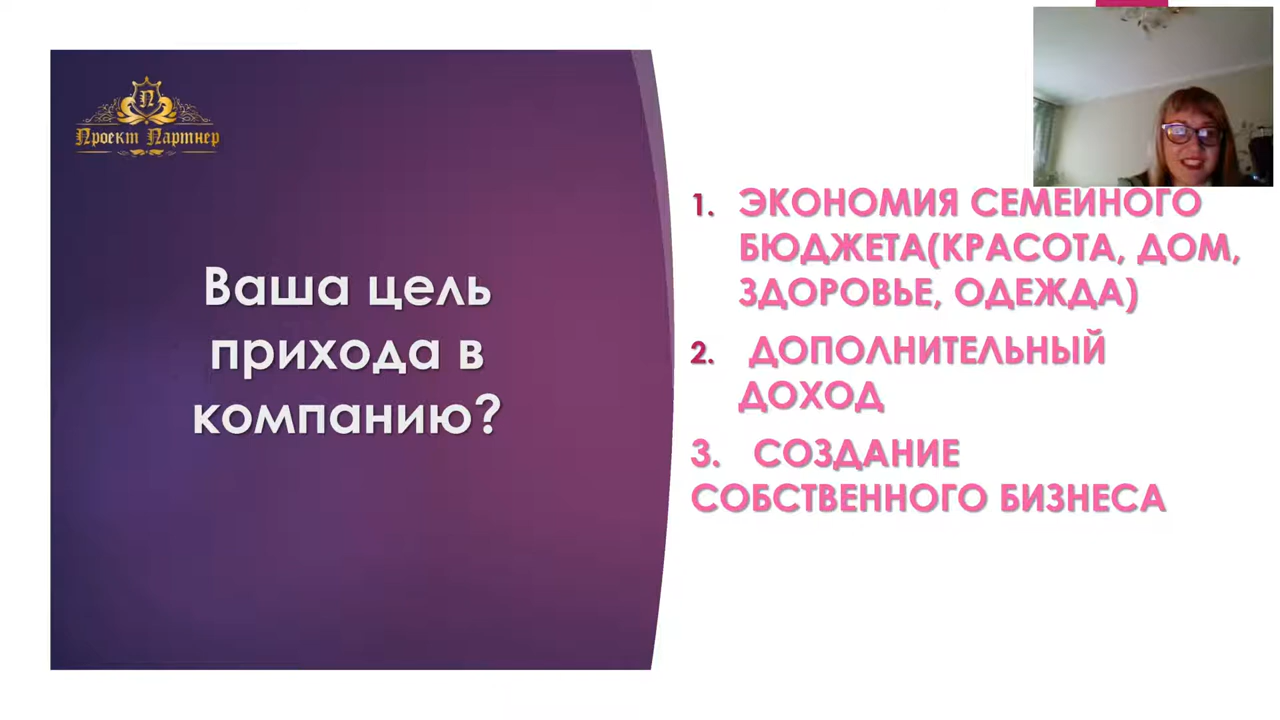 П
Проект Партнер
Ваша цель
прихода в
компанию?
1. ЭКОНОМИЯ СЕМЕЙНОГО
БЮДЖЕТА(КРАСОТА, ДОМ,
ЗДОРОВЬЕ, ОДЕЖДА)
2. ДОПОЛНИТЕЛЬНЫЙ
ДОХОД
3. СОЗДАНИЕ
СОБСТВЕННОГО БИЗНЕСА